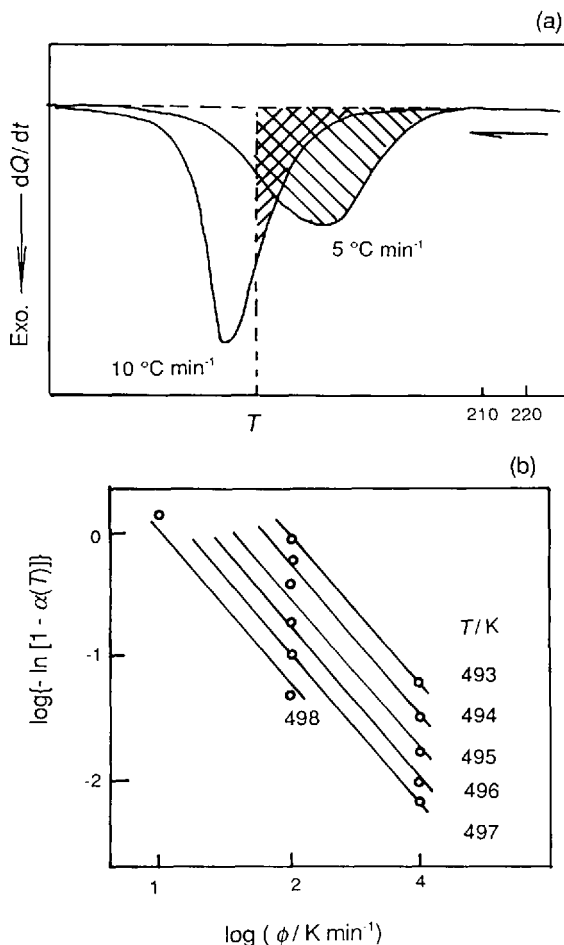 (a)
Exo. dQ/dt
5 °C min⁻¹
10 °C min⁻¹
T
210
220
(b)
log{- ln [1 - α(T)]}
0
-1
-2
T/K
493
494
495
496
497
498
1
2
4
log (ϕ/ K min⁻¹)